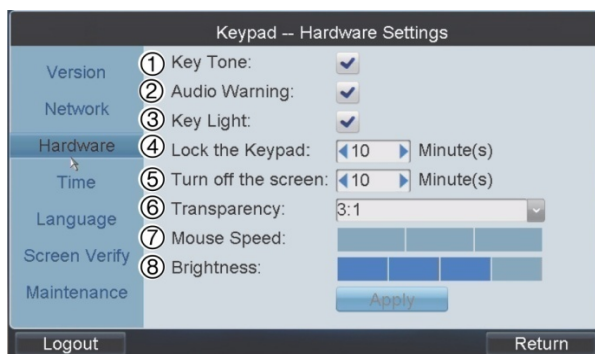 Keypad -- Hardware Settings
Version
Network
Hardware
Time
Language
Screen Verify
Maintenance
① Key Tone:
② Audio Warning:
③ Key Light:
④ Lock the Keypad: 10 Minute(s)
⑤ Turn off the screen: 10 Minute(s)
⑥ Transparency: 3:1
⑦ Mouse Speed:
⑧ Brightness:
Apply
Logout Return